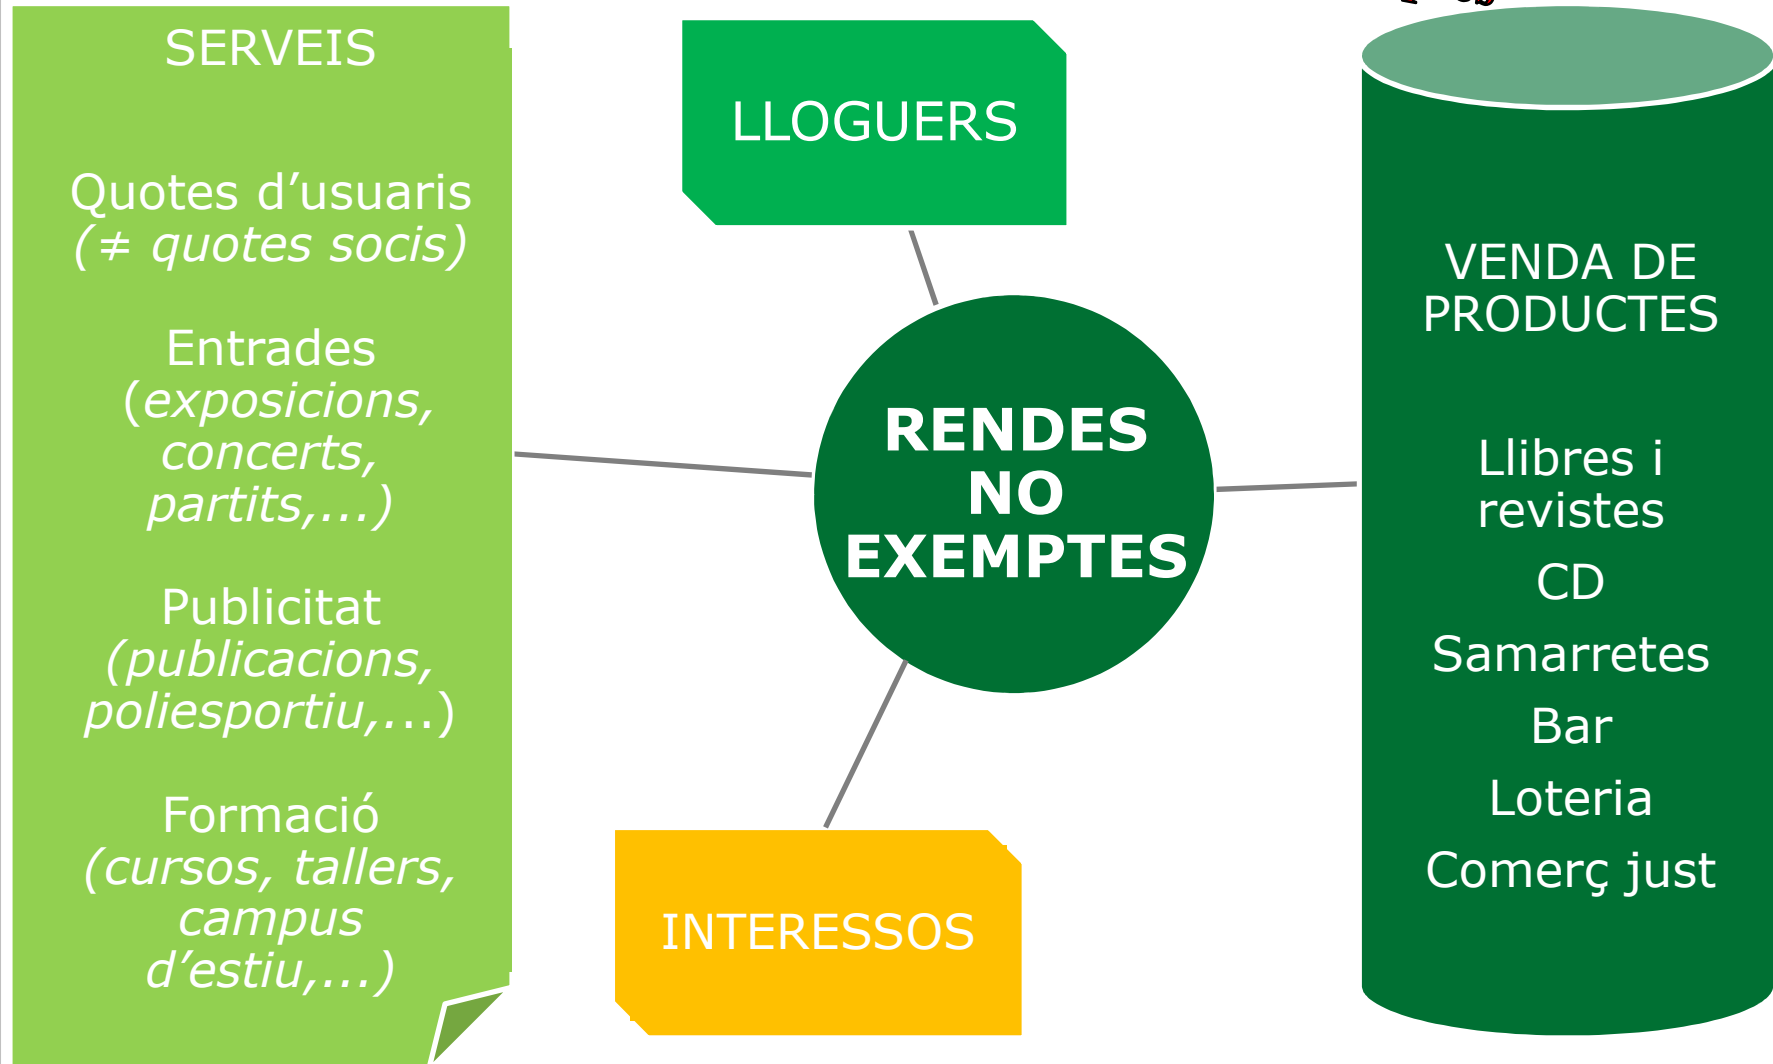 SERVEIS
Quotes d’usuaris
(≠ quotes socis)
Entrades
(exposicions,
concerts,
partits,...)
Publicitat
(publicacions,
poliesportiu,...)
Formació
(cursos, tallers,
campus
d’estiu,...)
LLOGUERS
RENDES
NO
EXEMPTES
INTERESSOS
VENDA DE
PRODUCTES
Llibres i
revistes
CD
Samarretes
Bar
Loteria
Comerç just